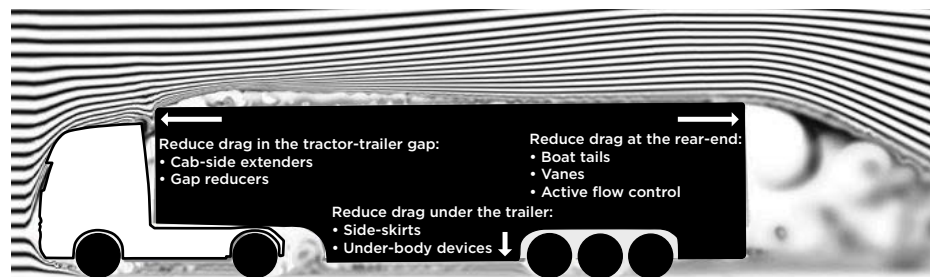 Reduce drag in the tractor-trailer gap:
• Cab-side extenders
• Gap reducers
Reduce drag at the rear-end:
• Boat tails
• Vanes
• Active flow control
Reduce drag under the trailer:
• Side-skirts
• Under-body devices